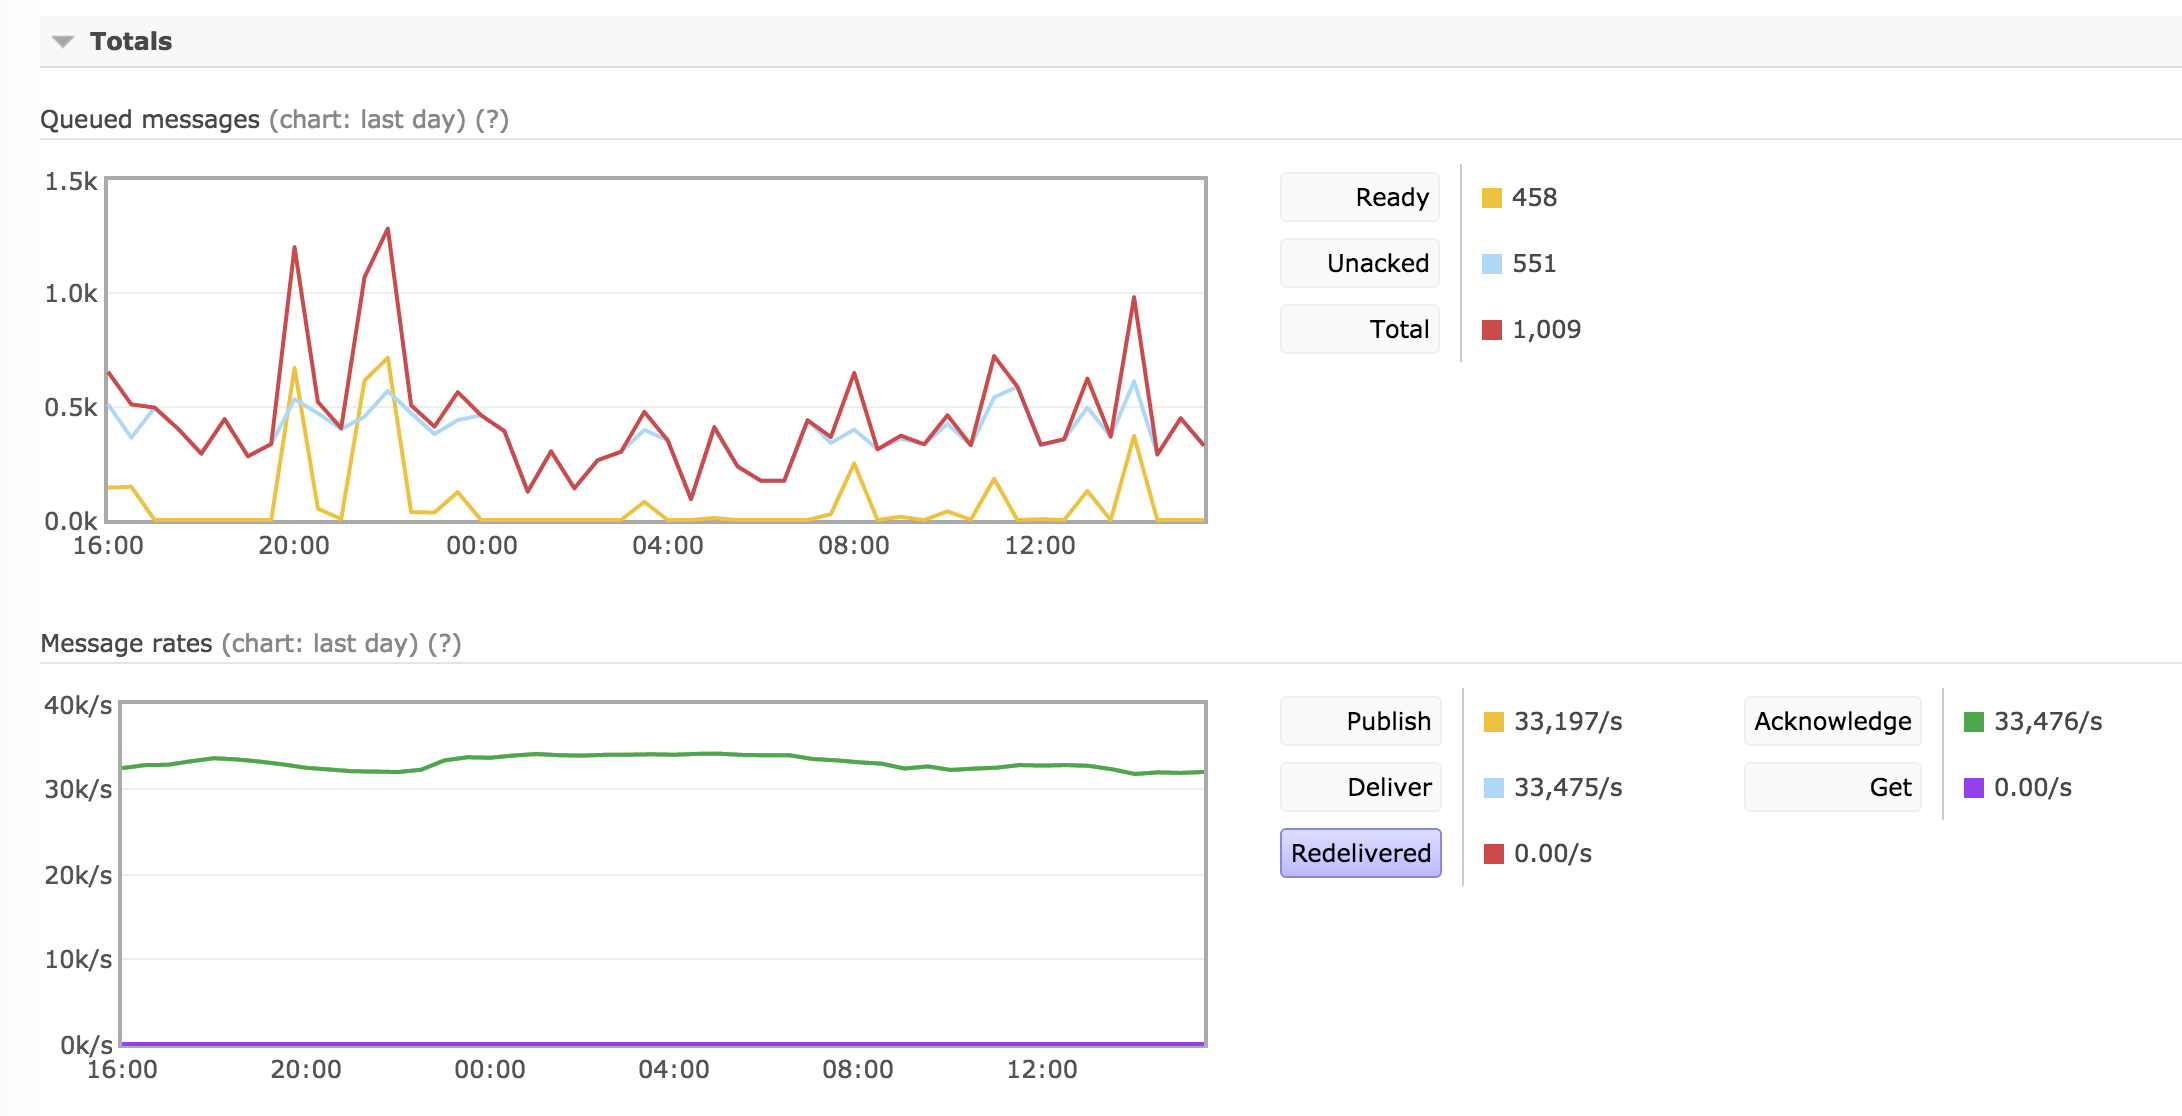 Totals
Queued messages (chart: last day) (?)
1.5k
1.0k
0.5k
0.0k
16:00 20:00 00:00 04:00 08:00 12:00
Ready 458
Unacked 551
Total 1,009
Message rates (chart: last day) (?)
40k/s
30k/s
20k/s
10k/s
0k/s
16:00 20:00 00:00 04:00 08:00 12:00
Publish 33,197/s Acknowledge 33,476/s
Deliver 33,475/s Get 0.00/s
Redelivered 0.00/s